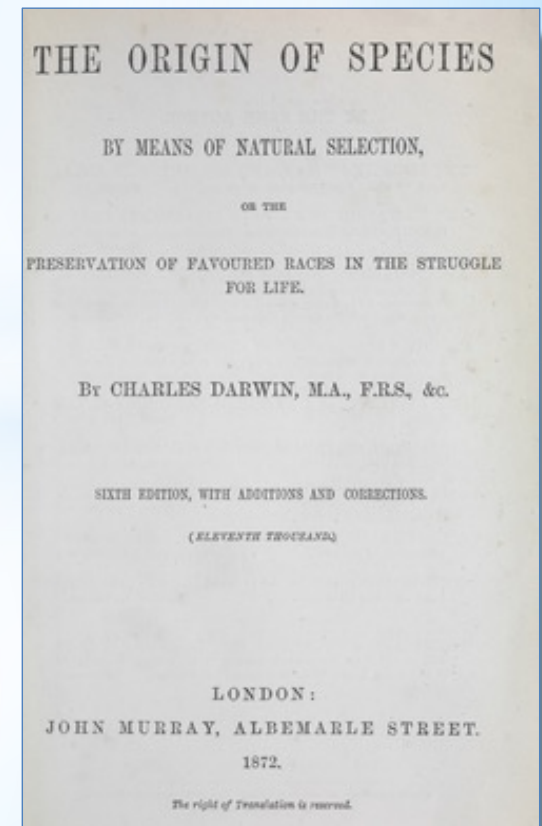 THE ORIGIN OF SPECIES
BY MEANS OF NATURAL SELECTION,
OR THE
PRESERVATION OF FAVOURED RACES IN THE STRUGGLE
FOR LIFE.
BY CHARLES DARWIN, M.A., F.R.S., &c.
SIXTH EDITION, WITH ADDITIONS AND CORRECTIONS.
(ELEVENTH THOUSAND.)
LONDON:
JOHN MURRAY, ALBEMARLE STREET.
1872.
The right of Translation is reserved.